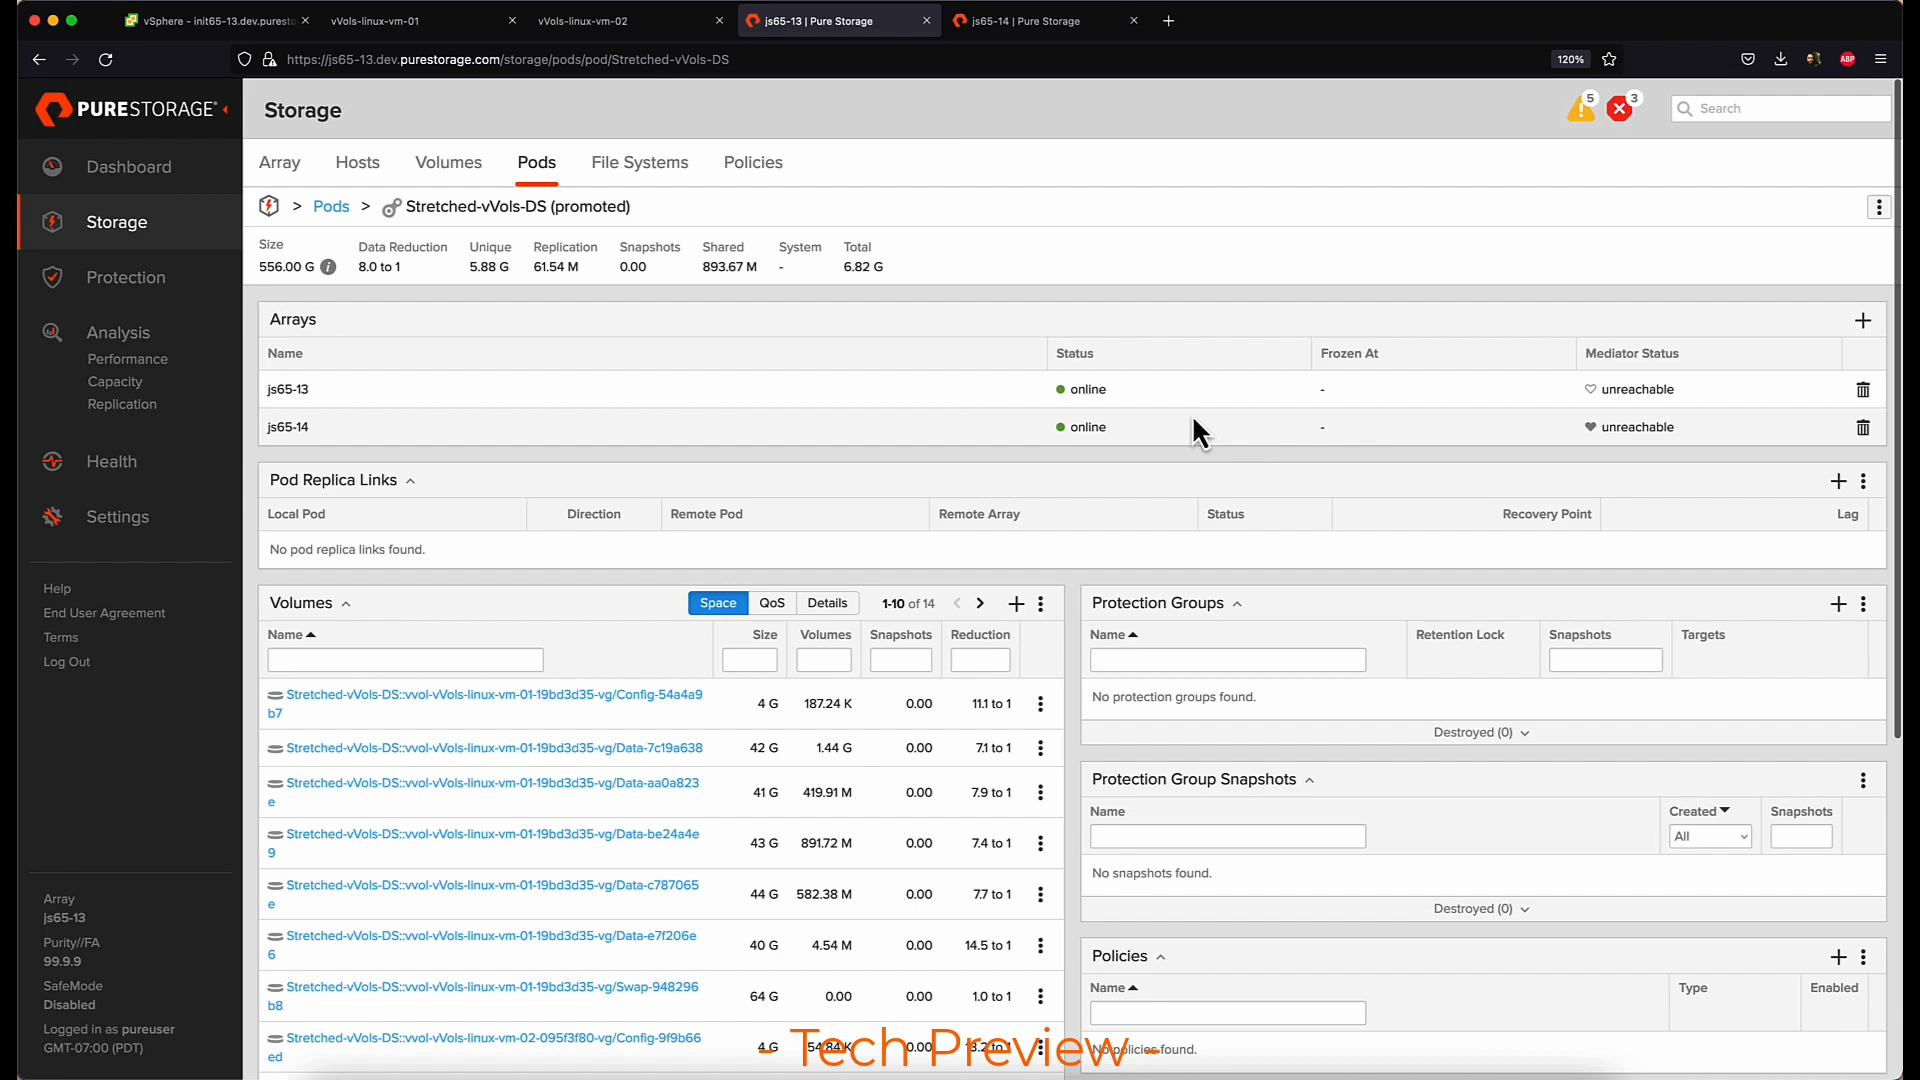 vSphere - init65-13.dev.puresto
vVols-linux-vm-01
vVols-linux-vm-02
js65-13 | Pure Storage
js65-14 | Pure Storage
https://js65-13.dev.purestorage.com/storage/pods/pod/Stretched-vVols-DS
120%
ABP
PURESTORAGE
Storage
5
3
Search
Dashboard
Storage
Protection
Analysis
Performance
Capacity
Replication
Health
Settings
Help
End User Agreement
Terms
Log Out
Array
js65-13
Purity//FA
99.9.9
SafeMode
Disabled
Logged in as pureuser
GMT-07:00 (PDT)
Array Hosts Volumes Pods File Systems Policies
> Pods > Stretched-vVols-DS (promoted)
Size Data Reduction Unique Replication Snapshots Shared System Total
556.00 G 8.0 to 1 5.88 G 61.54 M 0.00 893.67 M - 6.82 G
Arrays
Name Status Frozen At Mediator Status
js65-13 online - unreachable
js65-14 online - unreachable
Pod Replica Links
Local Pod Direction Remote Pod Remote Array Status Recovery Point Lag
No pod replica links found.
Volumes Space QoS Details 1-10 of 14
Name Size Volumes Snapshots Reduction
Stretched-vVols-DS::vvol-vVols-linux-vm-01-19bd3d35-vg/Config-54a4a9
b7 4 G 187.24 K 0.00 11.1 to 1
Stretched-vVols-DS::vvol-vVols-linux-vm-01-19bd3d35-vg/Data-7c19a638 42 G 1.44 G 0.00 7.1 to 1
Stretched-vVols-DS::vvol-vVols-linux-vm-01-19bd3d35-vg/Data-aa0a823
e 41 G 419.91 M 0.00 7.9 to 1
Stretched-vVols-DS::vvol-vVols-linux-vm-01-19bd3d35-vg/Data-be24a4e
9 43 G 891.72 M 0.00 7.4 to 1
Stretched-vVols-DS::vvol-vVols-linux-vm-01-19bd3d35-vg/Data-c787065
e 44 G 582.38 M 0.00 7.7 to 1
Stretched-vVols-DS::vvol-vVols-linux-vm-01-19bd3d35-vg/Data-e7f206e
6 40 G 4.54 M 0.00 14.5 to 1
Stretched-vVols-DS::vvol-vVols-linux-vm-01-19bd3d35-vg/Swap-948296
b8 64 G 0.00 0.00 1.0 to 1
Stretched-vVols-DS::vvol-vVols-linux-vm-02-095f3f80-vg/Config-9f9b66
ed 4 G 0.00
Protection Groups
Name Retention Lock Snapshots Targets
No protection groups found.
Destroyed (0)
Protection Group Snapshots
Name Created Snapshots
All
No snapshots found.
Destroyed (0)
Policies
Name Type Enabled
No policies found.
- Tech Preview -